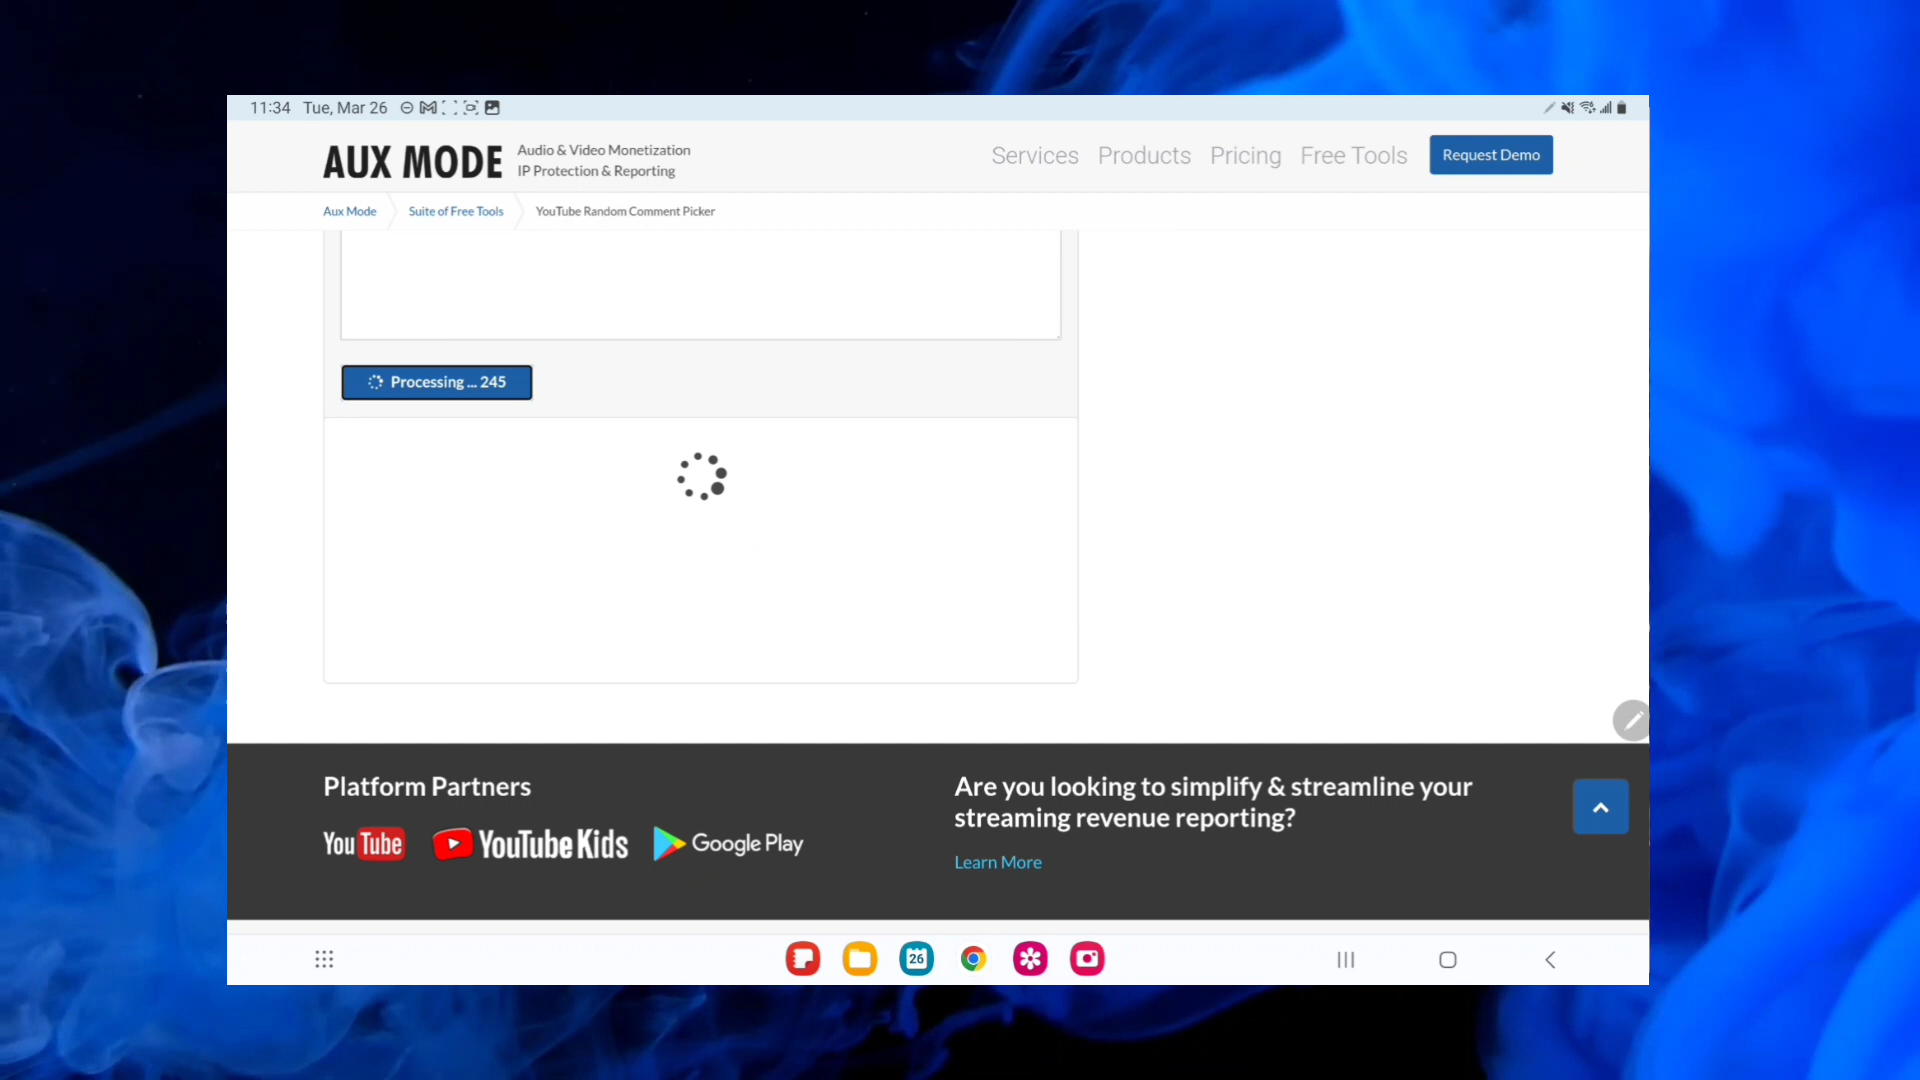 11:34 Tue, Mar 26
AUX MODE
Audio & Video Monetization
IP Protection & Reporting
Services
Products
Pricing
Free Tools
Request Demo
Aux Mode
Suite of Free Tools
YouTube Random Comment Picker
Processing ... 245
Platform Partners
YouTube
YouTube Kids
Google Play
Are you looking to simplify & streamline your
streaming revenue reporting?
Learn More
26